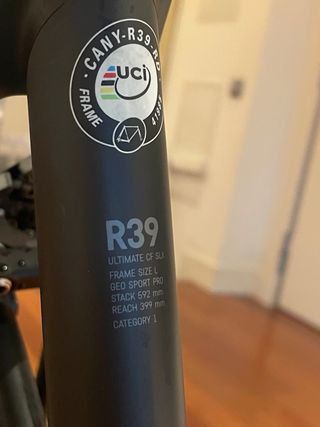 CANY-R39-RD
uci
FRAME
R39
ULTIMATE CF SLX
FRAME SIZE L
GEO SPORT PRO
STACK 592 mm
REACH 399 mm
CATEGORY 1